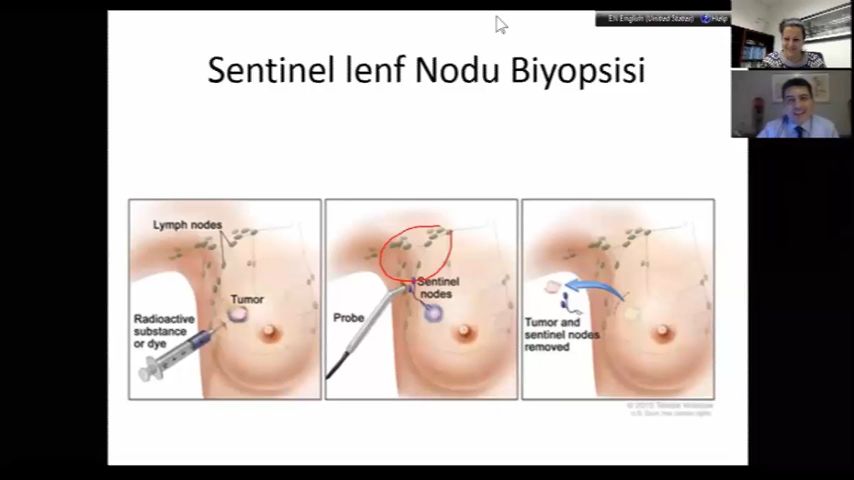 EN English (United States) Help
Sentinel lenf Nodu Biyopsisi
Lymph nodes
Tumor
Radioactive
substance
or dye
Sentinel
nodes
Probe
Tumor and
sentinel nodes
removed